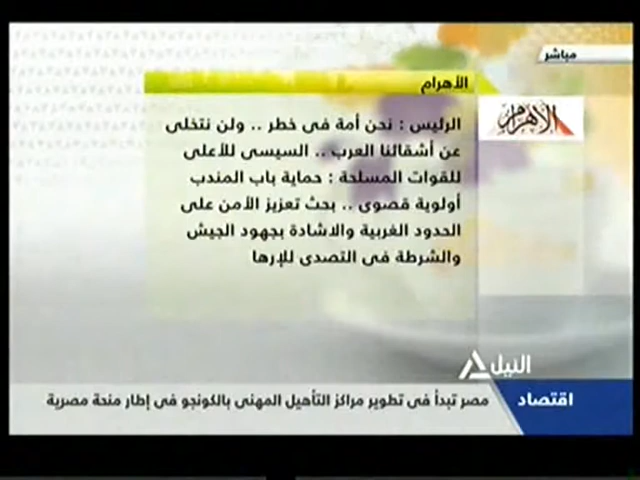 مباشر
الأهرام
الأهرام
الرئيس : نحن أمة فى خطر .. ولن نتخلى
عن أشقائنا العرب .. السيسى للأعلى
للقوات المسلحة : حماية باب المندب
أولوية قصوى .. بحث تعزيز الأمن على
الحدود الغربية والاشادة بجهود الجيش
والشرطة فى التصدى للإرها
النيل
اقتصاد
مصر تبدأ فى تطوير مراكز التأهيل المهنى بالكونجو فى إطار منحة مصرية